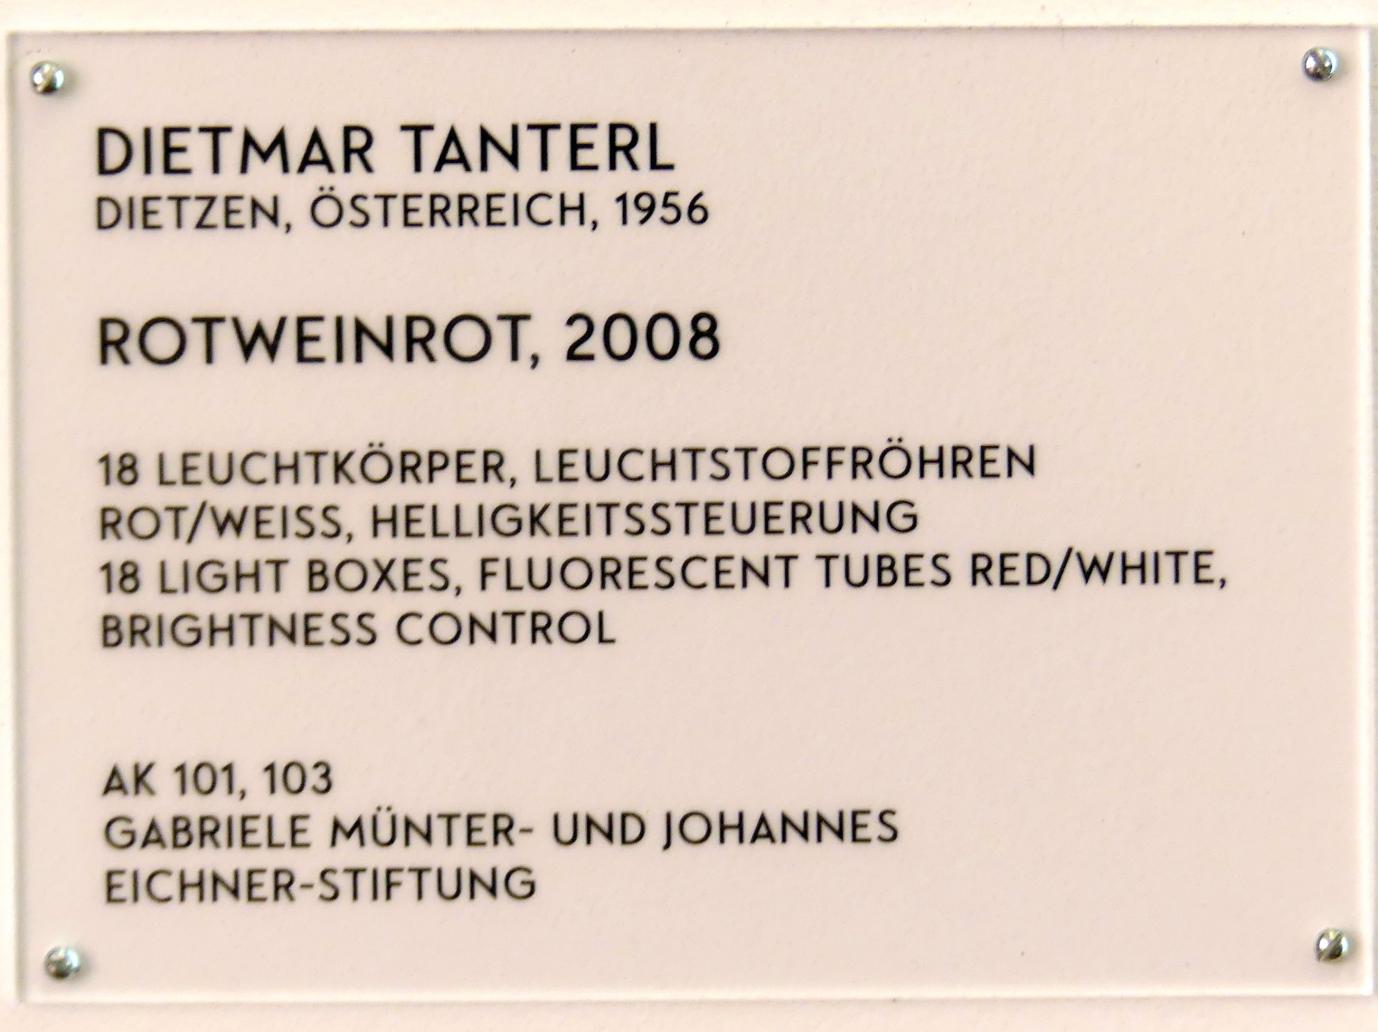 DIETMAR TANTERL
DIETZEN, ÖSTERREICH, 1956
ROTWEINROT, 2008
18 LEUCHTKÖRPER, LEUCHTSTOFFRÖHREN
ROT/WEISS, HELLIGKEITSSTEUERUNG
18 LIGHT BOXES, FLUORESCENT TUBES RED/WHITE,
BRIGHTNESS CONTROL
AK 101, 103
GABRIELE MÜNTER- UND JOHANNES
EICHNER-STIFTUNG